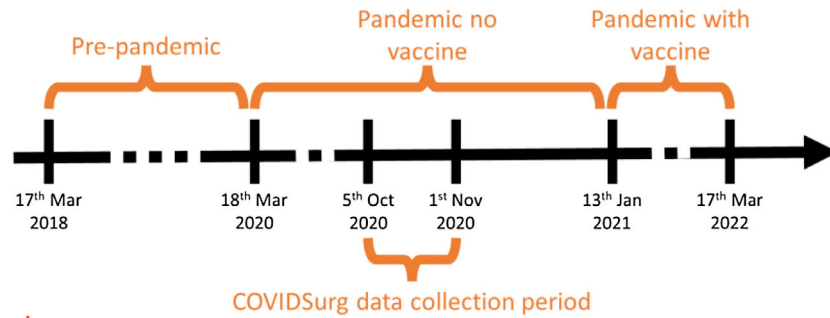 Pandemic no
vaccine
Pandemic with
vaccine
Pre-pandemic
17th Mar
2018
18th Mar
2020
5th Oct
2020
1st Nov
2020
13th Jan
2021
17th Mar
2022
COVIDSurg data collection period